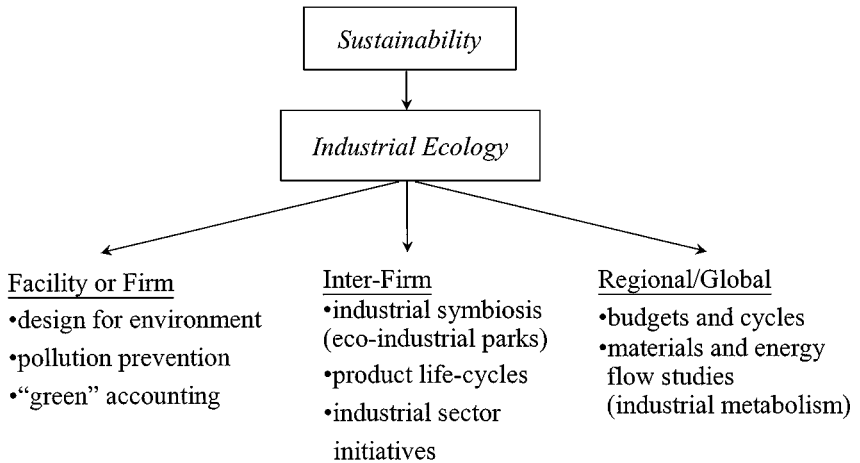 Sustainability
Industrial Ecology
Facility or Firm
•design for environment
•pollution prevention
•“green” accounting
Inter-Firm
•industrial symbiosis
(eco-industrial parks)
•product life-cycles
•industrial sector
initiatives
Regional/Global
•budgets and cycles
•materials and energy
flow studies
(industrial metabolism)